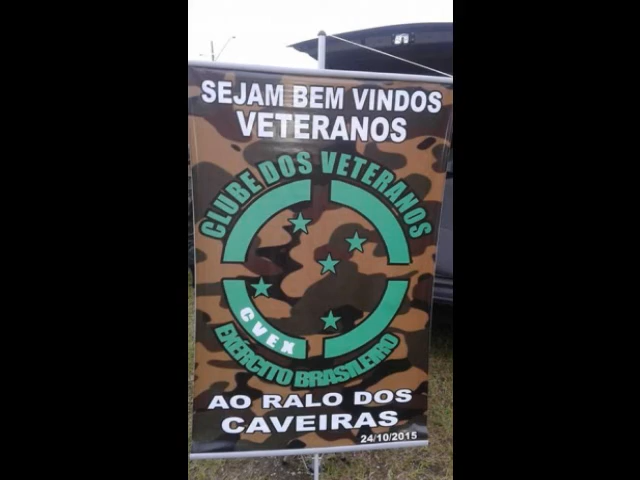 SEJAM BEM VINDOS
VETERANOS
CLUBE DOS VETERANOS
CVEX
EXÉRCITO BRASILEIRO
AO RALO DOS
CAVEIRAS
24/10/2015